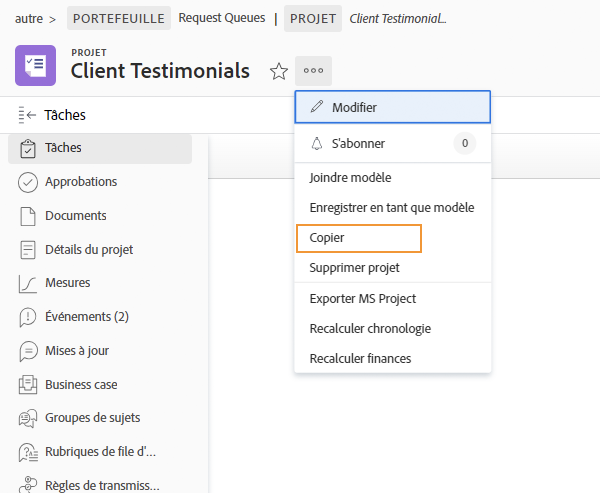 autre > PORTEFEUILLE Request Queues | PROJET Client Testimonial...
PROJET
Client Testimonials
Tâches
Tâches
Approbations
Documents
Détails du projet
Mesures
Événements (2)
Mises à jour
Business case
Groupes de sujets
Rubriques de file d'...
Règles de transmiss...
Modifier
S'abonner 0
Joindre modèle
Enregistrer en tant que modèle
Copier
Supprimer projet
Exporter MS Project
Recalculer chronologie
Recalculer finances